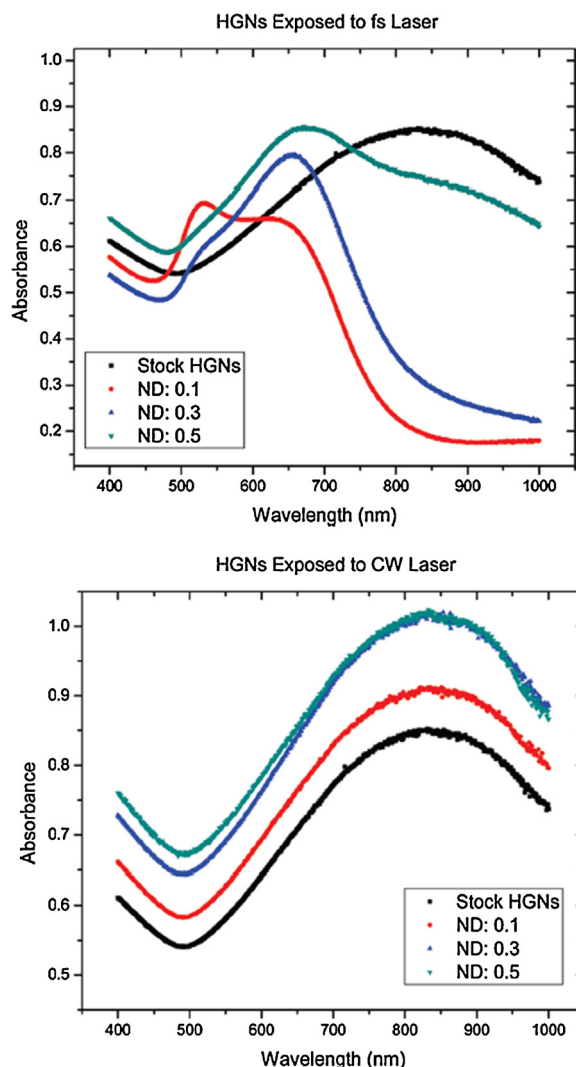 HGNs Exposed to fs Laser
1.0
0.9
0.8
0.7
0.6
0.5
0.4
0.3
0.2
Absorbance
Stock HGNs
ND: 0.1
ND: 0.3
ND: 0.5
400 500 600 700 800 900 1000
Wavelength (nm)
HGNs Exposed to CW Laser
1.0
0.9
0.8
0.7
0.6
0.5
Absorbance
Stock HGNs
ND: 0.1
ND: 0.3
ND: 0.5
400 500 600 700 800 900 1000
Wavelength (nm)